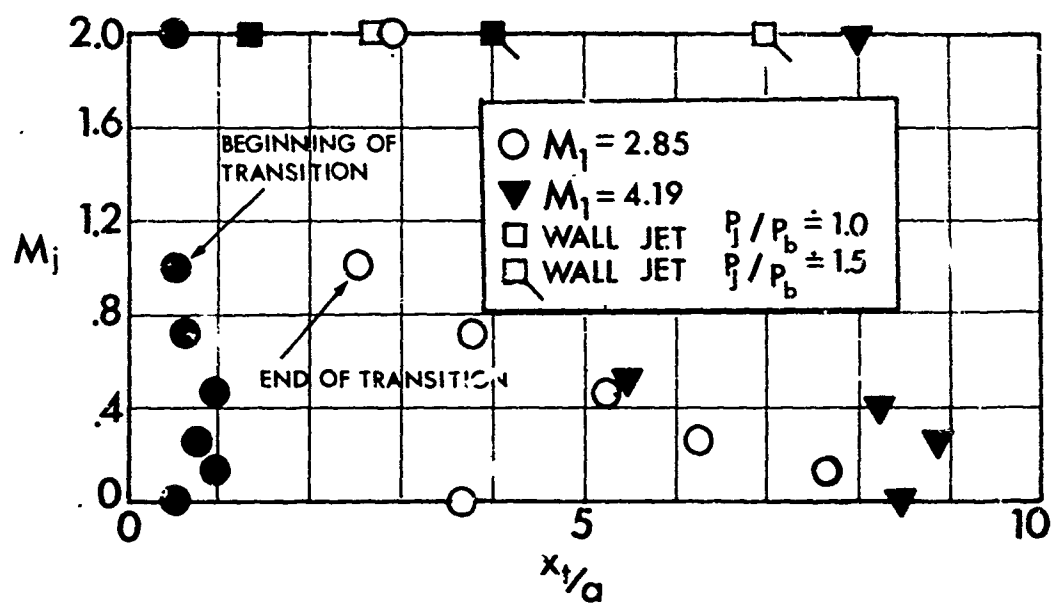 2.0
1.6
1.2
.8
.4
0
Mj
BEGINNING OF
TRANSITION
END OF TRANSITION
M1 = 2.85
M1 = 4.19
WALL JET Pj/Pb ≐ 1.0
WALL JET Pj/Pb ≐ 1.5
0 5 10
xt/a